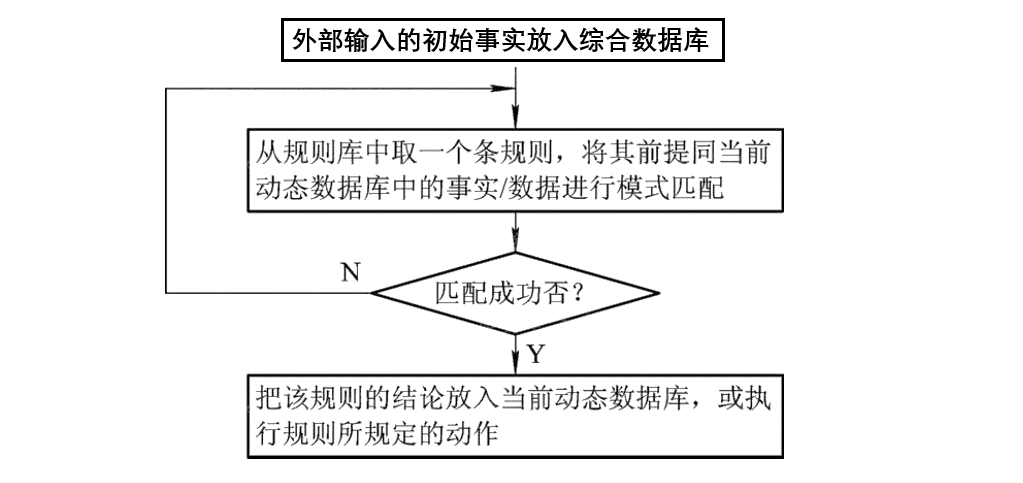 外部输入的初始事实放入综合数据库
从规则库中取一个条规则，将其前提同当前
动态数据库中的事实/数据进行模式匹配
N
匹配成功否？
Y
把该规则的结论放入当前动态数据库，或执
行规则所规定的动作